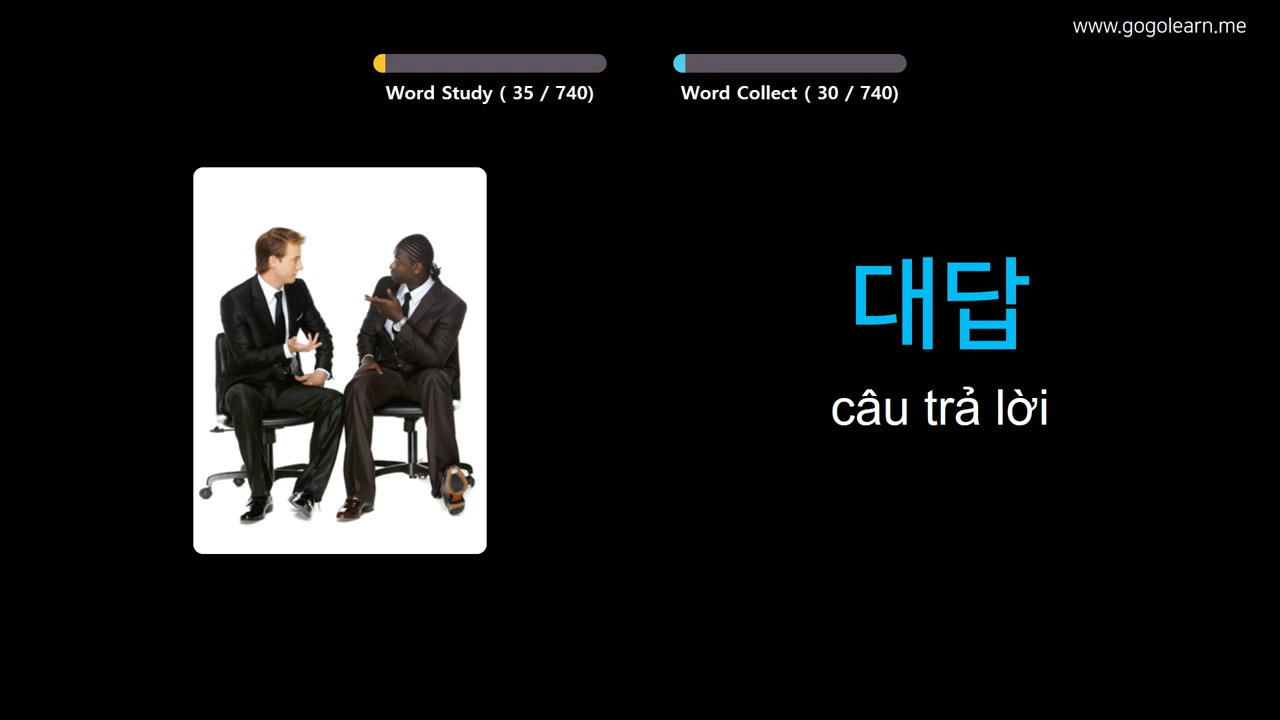 www.gogolearn.me
Word Study ( 35 / 740)
Word Collect ( 30 / 740)
대답
câu trả lời